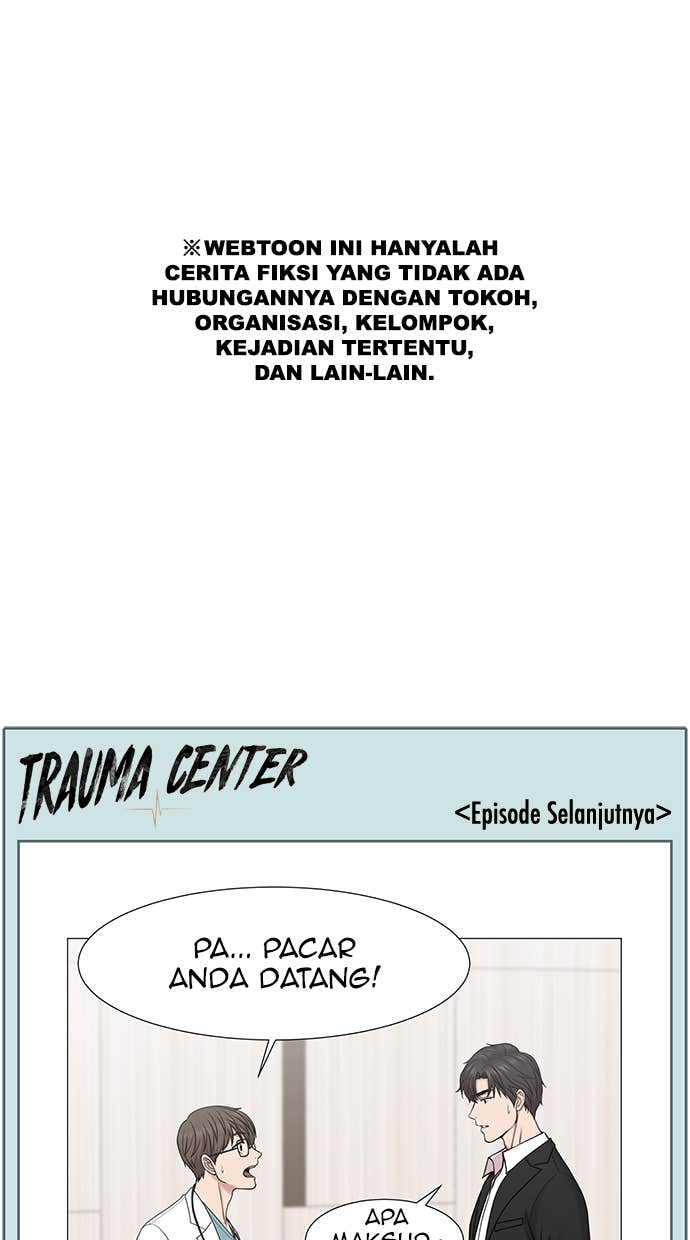 ※WEBTOON INI HANYALAH
CERITA FIKSI YANG TIDAK ADA
HUBUNGANNYA DENGAN TOKOH,
ORGANISASI, KELOMPOK,
KEJADIAN TERTENTU,
DAN LAIN-LAIN.
TRAUMA CENTER
<Episode Selanjutnya>
PA... PACAR
ANDA DATANG!
APA
MAKSUD